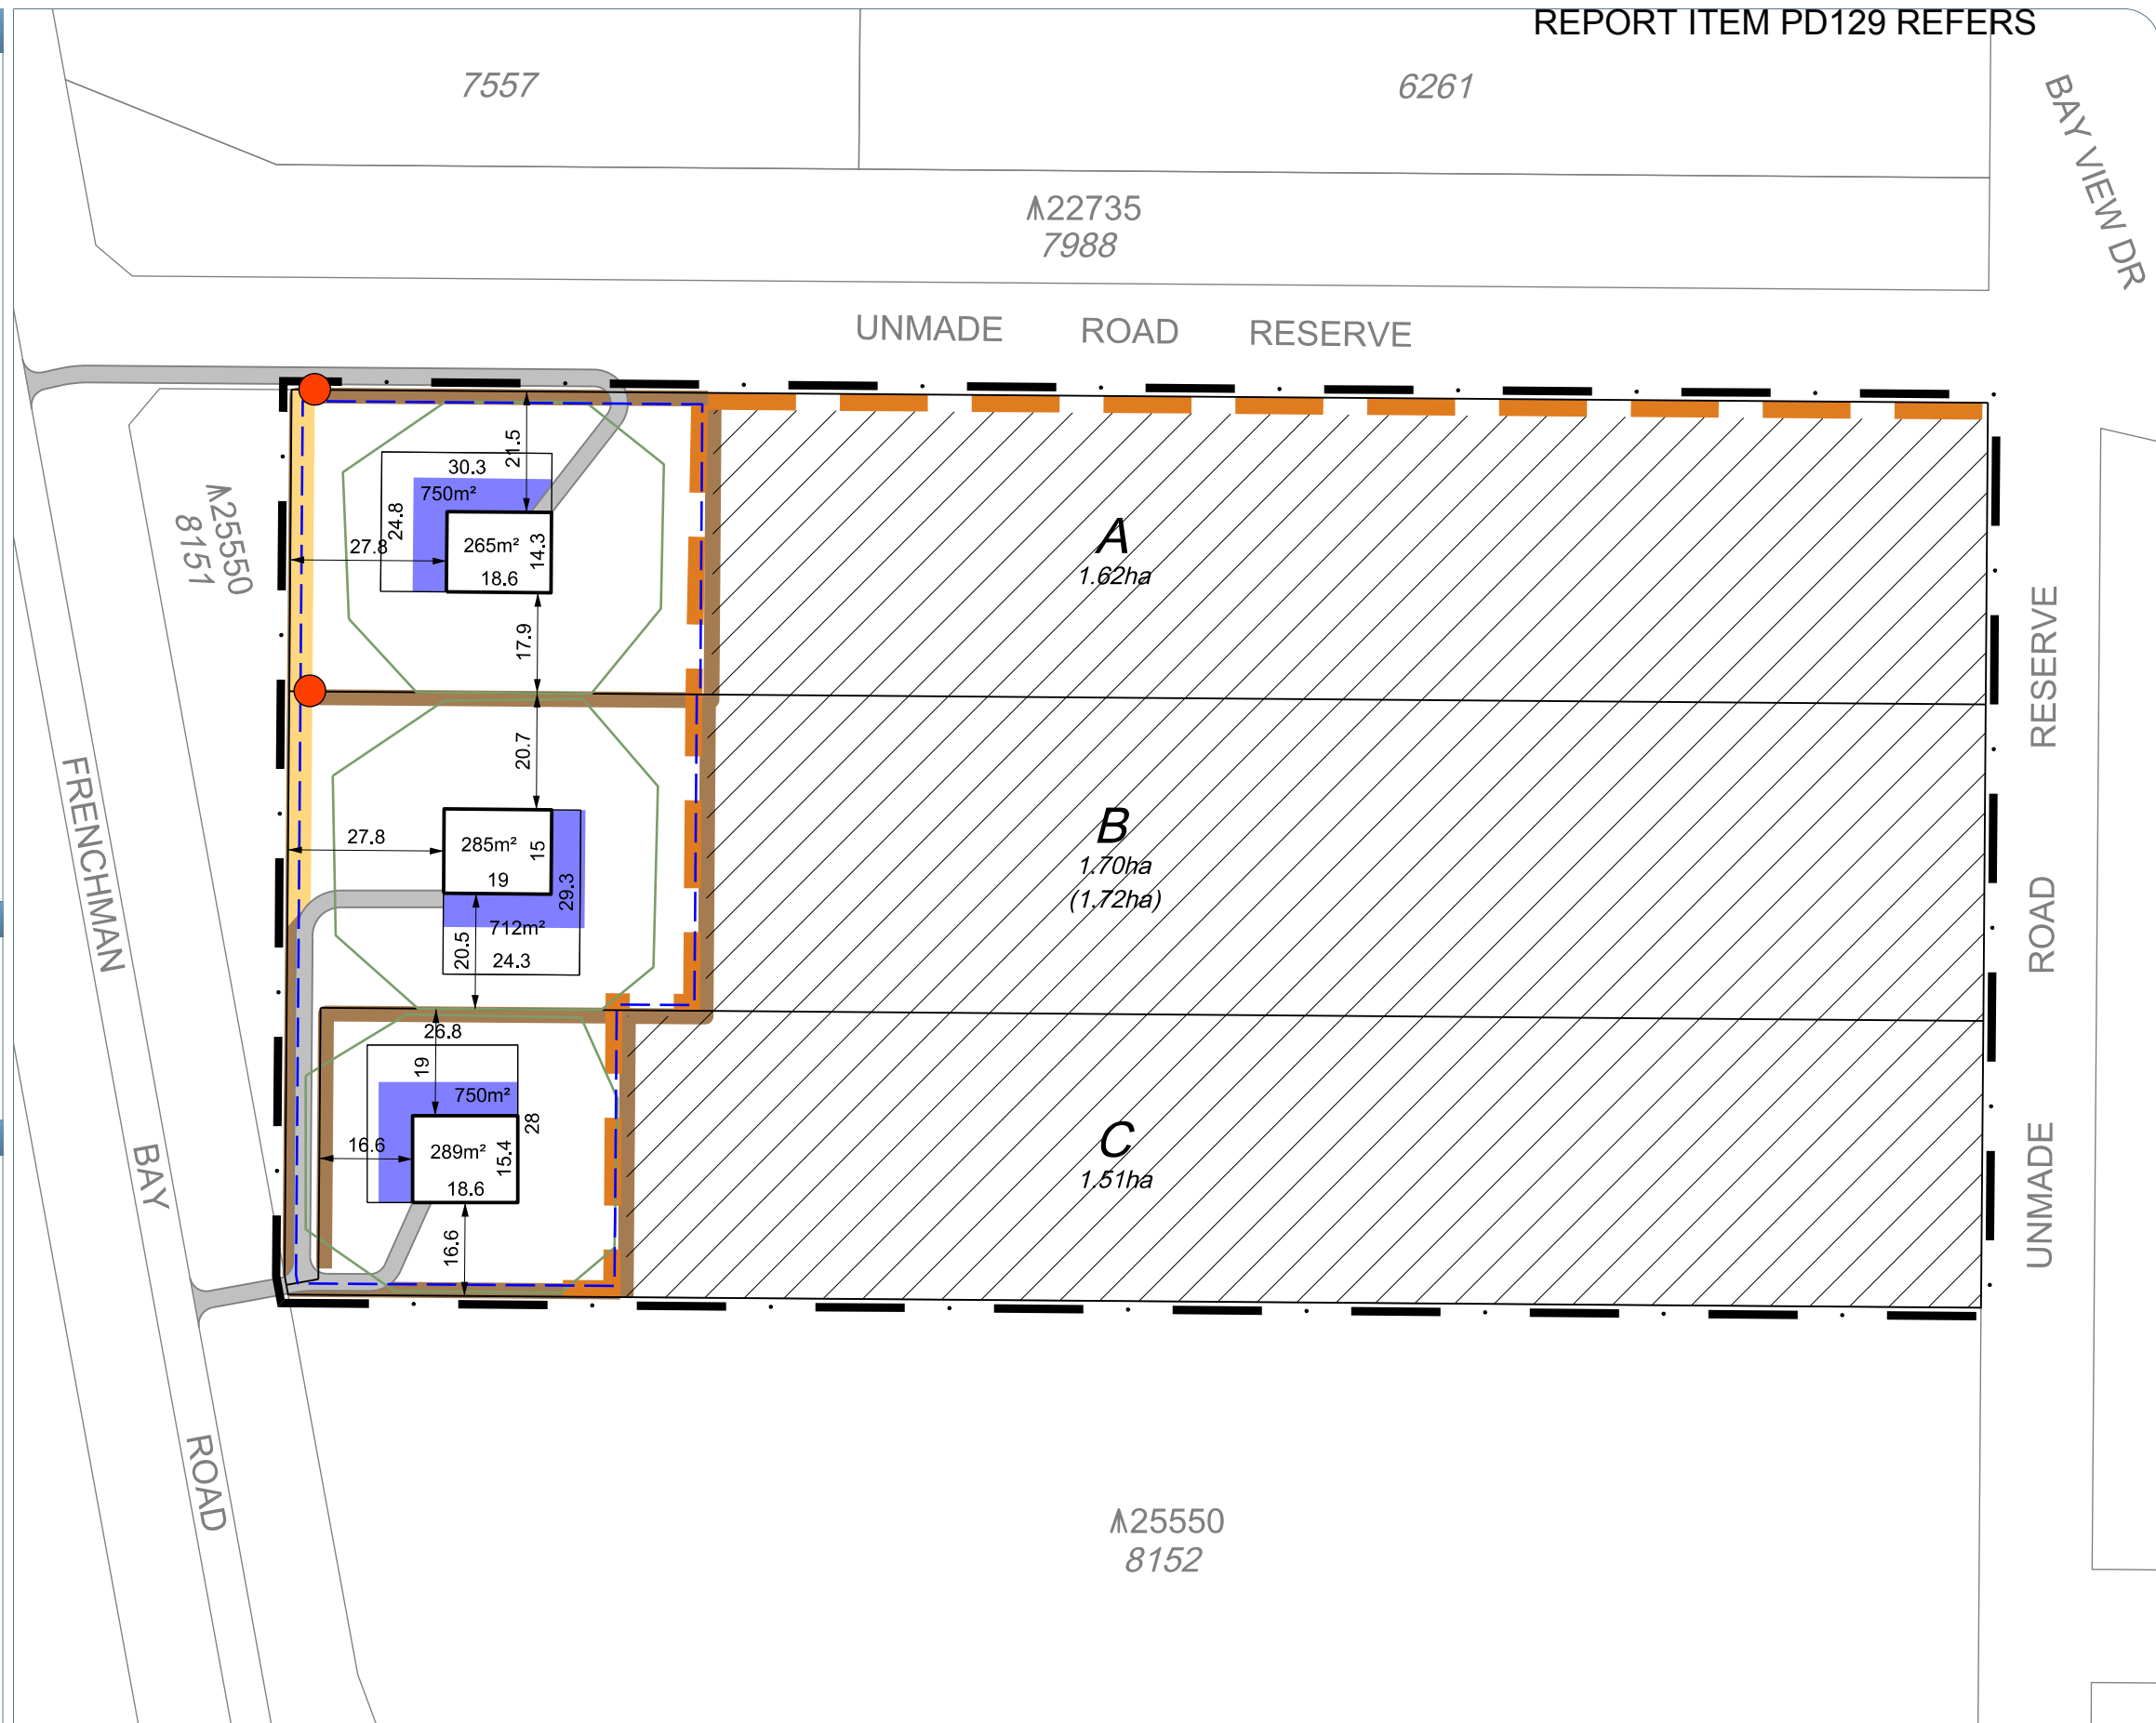 REPORT ITEM PD129 REFERS
7557
6261
BAY VIEW DR
22735
7988
UNMADE ROAD RESERVE
25550
8151
21.5
30.3
750m²
24.8
27.8
265m²
14.3
18.6
17.9
A
1.62ha
20.7
27.8
285m²
15
19
29.3
712m²
20.5
24.3
B
1.70ha
(1.72ha)
26.8
19
750m²
28
16.6
289m²
15.4
18.6
16.6
C
1.51ha
FRENCHMAN BAY ROAD
UNMADE ROAD RESERVE
25550
8152